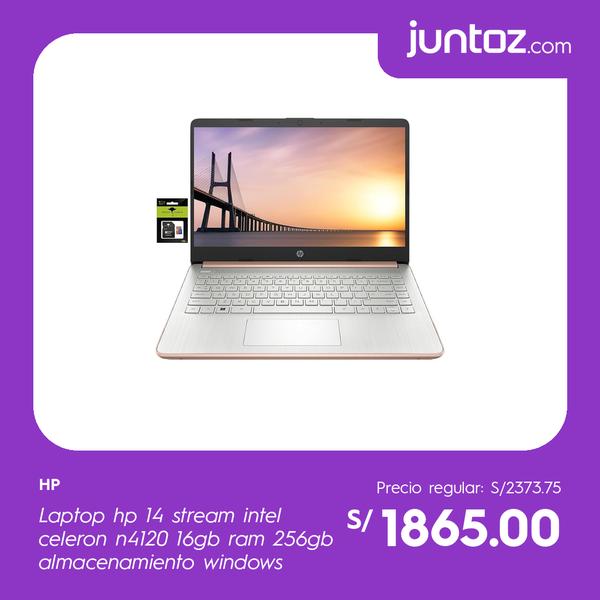 juntoz.com
hp
HP
Laptop hp 14 stream intel
celeron n4120 16gb ram 256gb
almacenamiento windows
Precio regular: S/2373.75
S/ 1865.00